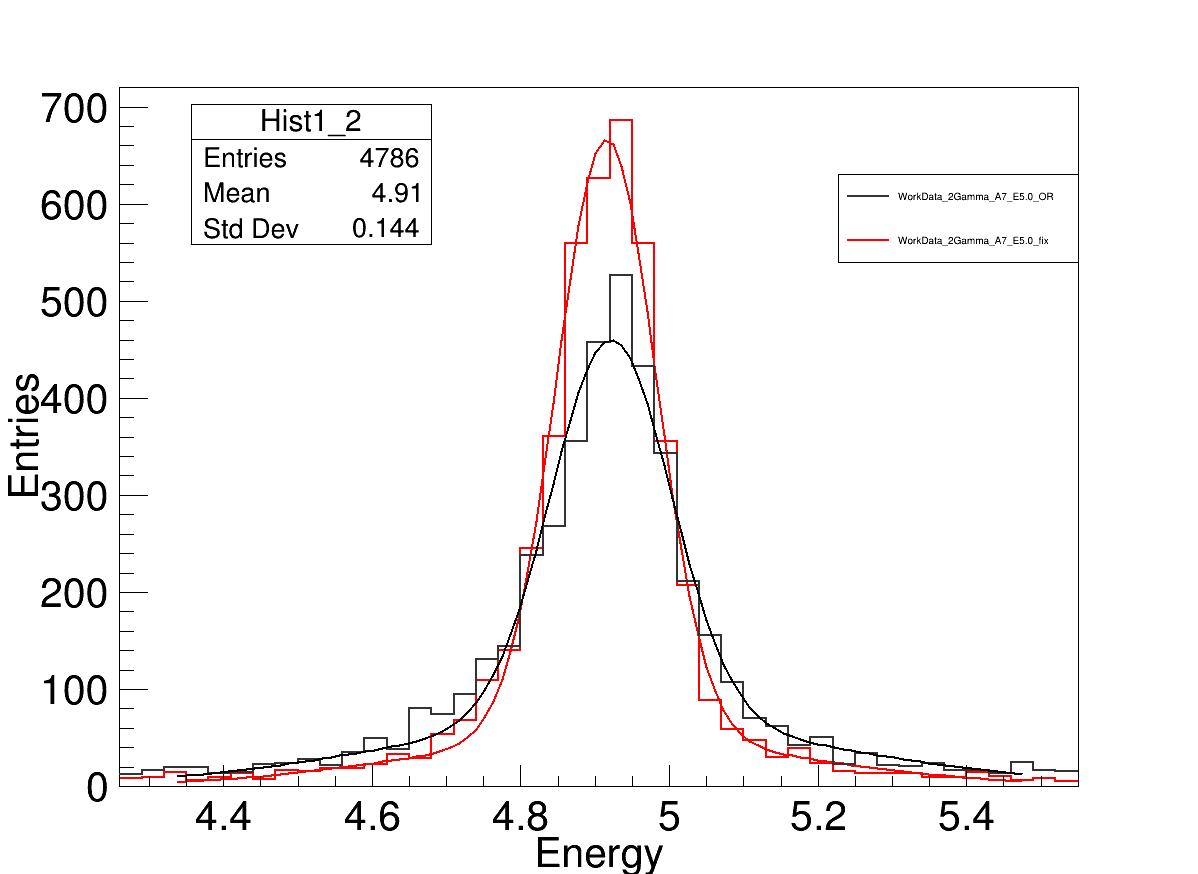 Hist1_2
Entries 4786
Mean 4.91
Std Dev 0.144
WorkData_2Gamma_A7_E5.0_OR
WorkData_2Gamma_A7_E5.0_fix
700
600
500
400
300
200
100
0
Entries
4.4 4.6 4.8 5 5.2 5.4
Energy